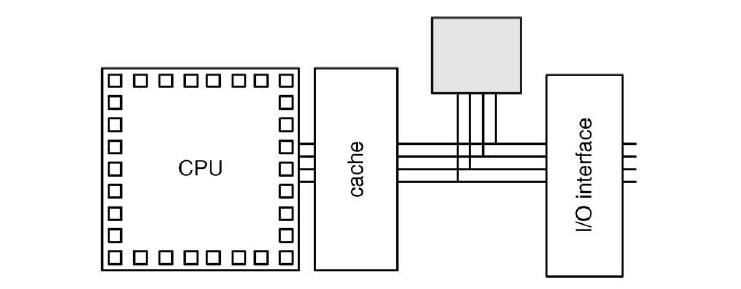 CPU
cache
I/O interface